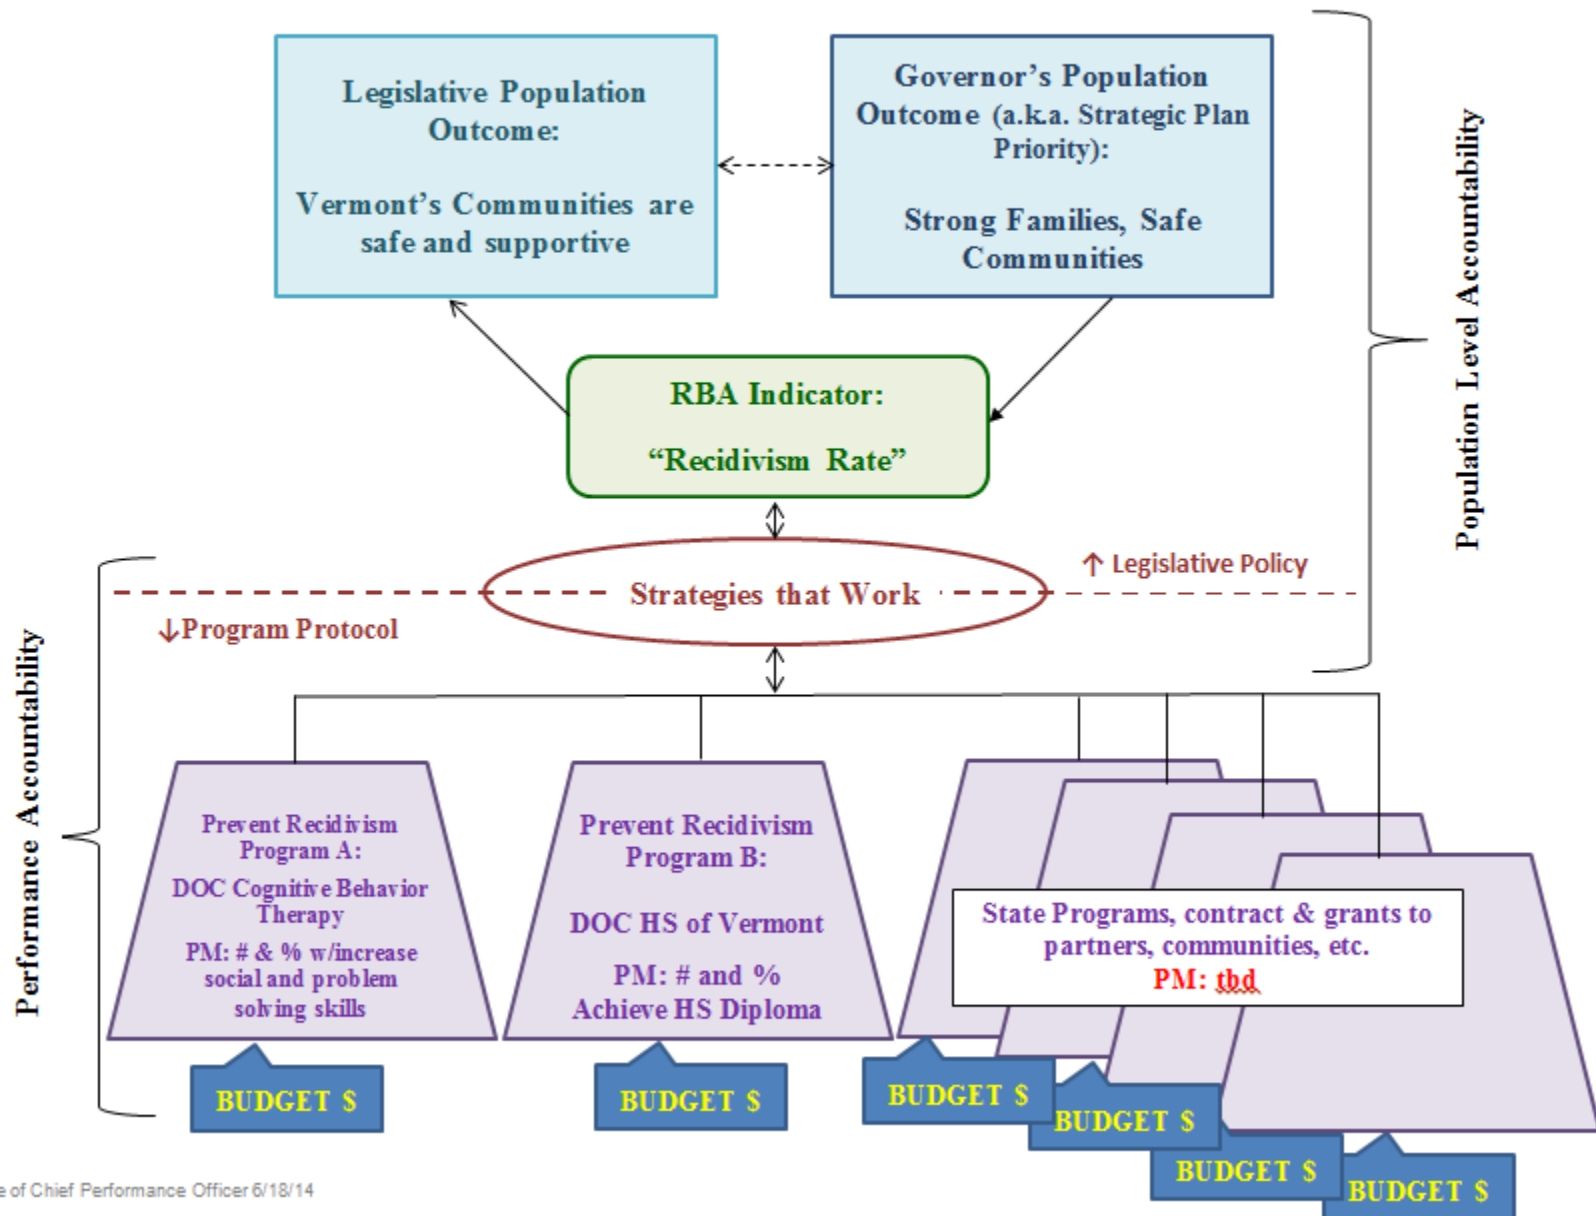 Legislative Population
Outcome:
Vermont's Communities are
safe and supportive
Governor's Population
Outcome (a.k.a. Strategic Plan
Priority):
Strong Families, Safe
Communities
RBA Indicator:
“Recidivism Rate”
Population Level Accountability
Strategies that Work
↑ Legislative Policy
↓Program Protocol
Performance Accountability
Prevent Recidivism
Program A:
DOC Cognitive Behavior
Therapy
PM: # & % w/increase
social and problem
solving skills
Prevent Recidivism
Program B:
DOC HS of Vermont
PM: # and %
Achieve HS Diploma
State Programs, contract & grants to
partners, communities, etc.
PM: tbd
BUDGET $
BUDGET $
BUDGET $
BUDGET $
BUDGET $
BUDGET $
of Chief Performance Officer 6/18/14